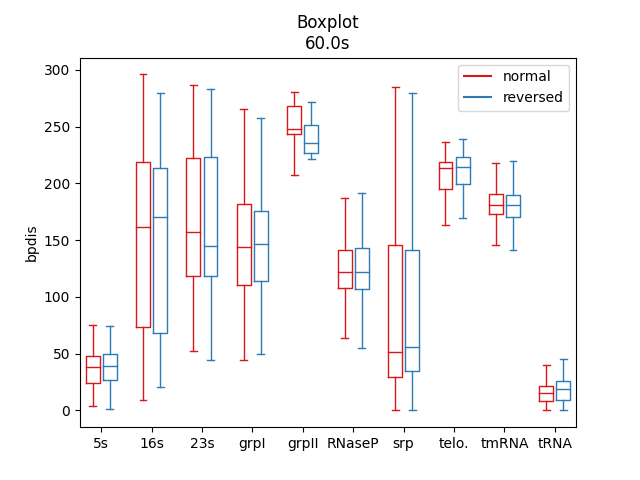 Boxplot
60.0s
normal
reversed
bpdis
300
250
200
150
100
50
0
5s 16s 23s grpI grpII RNaseP srp telo. tmRNA tRNA